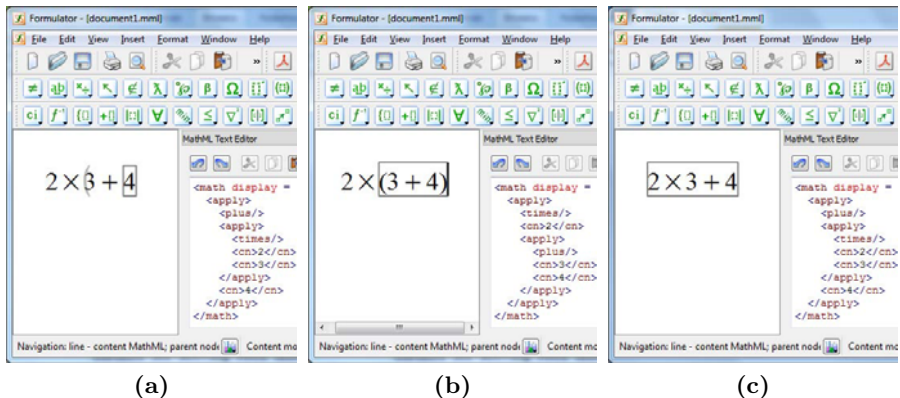 Formulator - [document1.mml]
File Edit View Insert Format Window Help
»
2 × (3 + 4
MathML Text Editor
<math display =
<apply>
<plus/>
<apply>
<times/>
<cn>2</cn>
<cn>3</cn>
</apply>
<cn>4</cn>
</apply>
</math>
Navigation: line - content MathML; parent node Content mo
(a)
Formulator - [document1.mml]
File Edit View Insert Format Window Help
»
2 × (3 + 4)
MathML Text Editor
<math display =
<apply>
<times/>
<cn>2</cn>
<apply>
<plus/>
<cn>3</cn>
<cn>4</cn>
</apply>
</apply>
</math>
Navigation: line - content MathML; parent node Content mo
(b)
Formulator - [document1.mml]
File Edit View Insert Format Window Help
»
2 × 3 + 4
MathML Text Editor
<math display =
<apply>
<plus/>
<apply>
<times/>
<cn>2</cn>
<cn>3</cn>
</apply>
<cn>4</cn>
</apply>
</math>
Navigation: line - content MathML; parent node Content mo
(c)